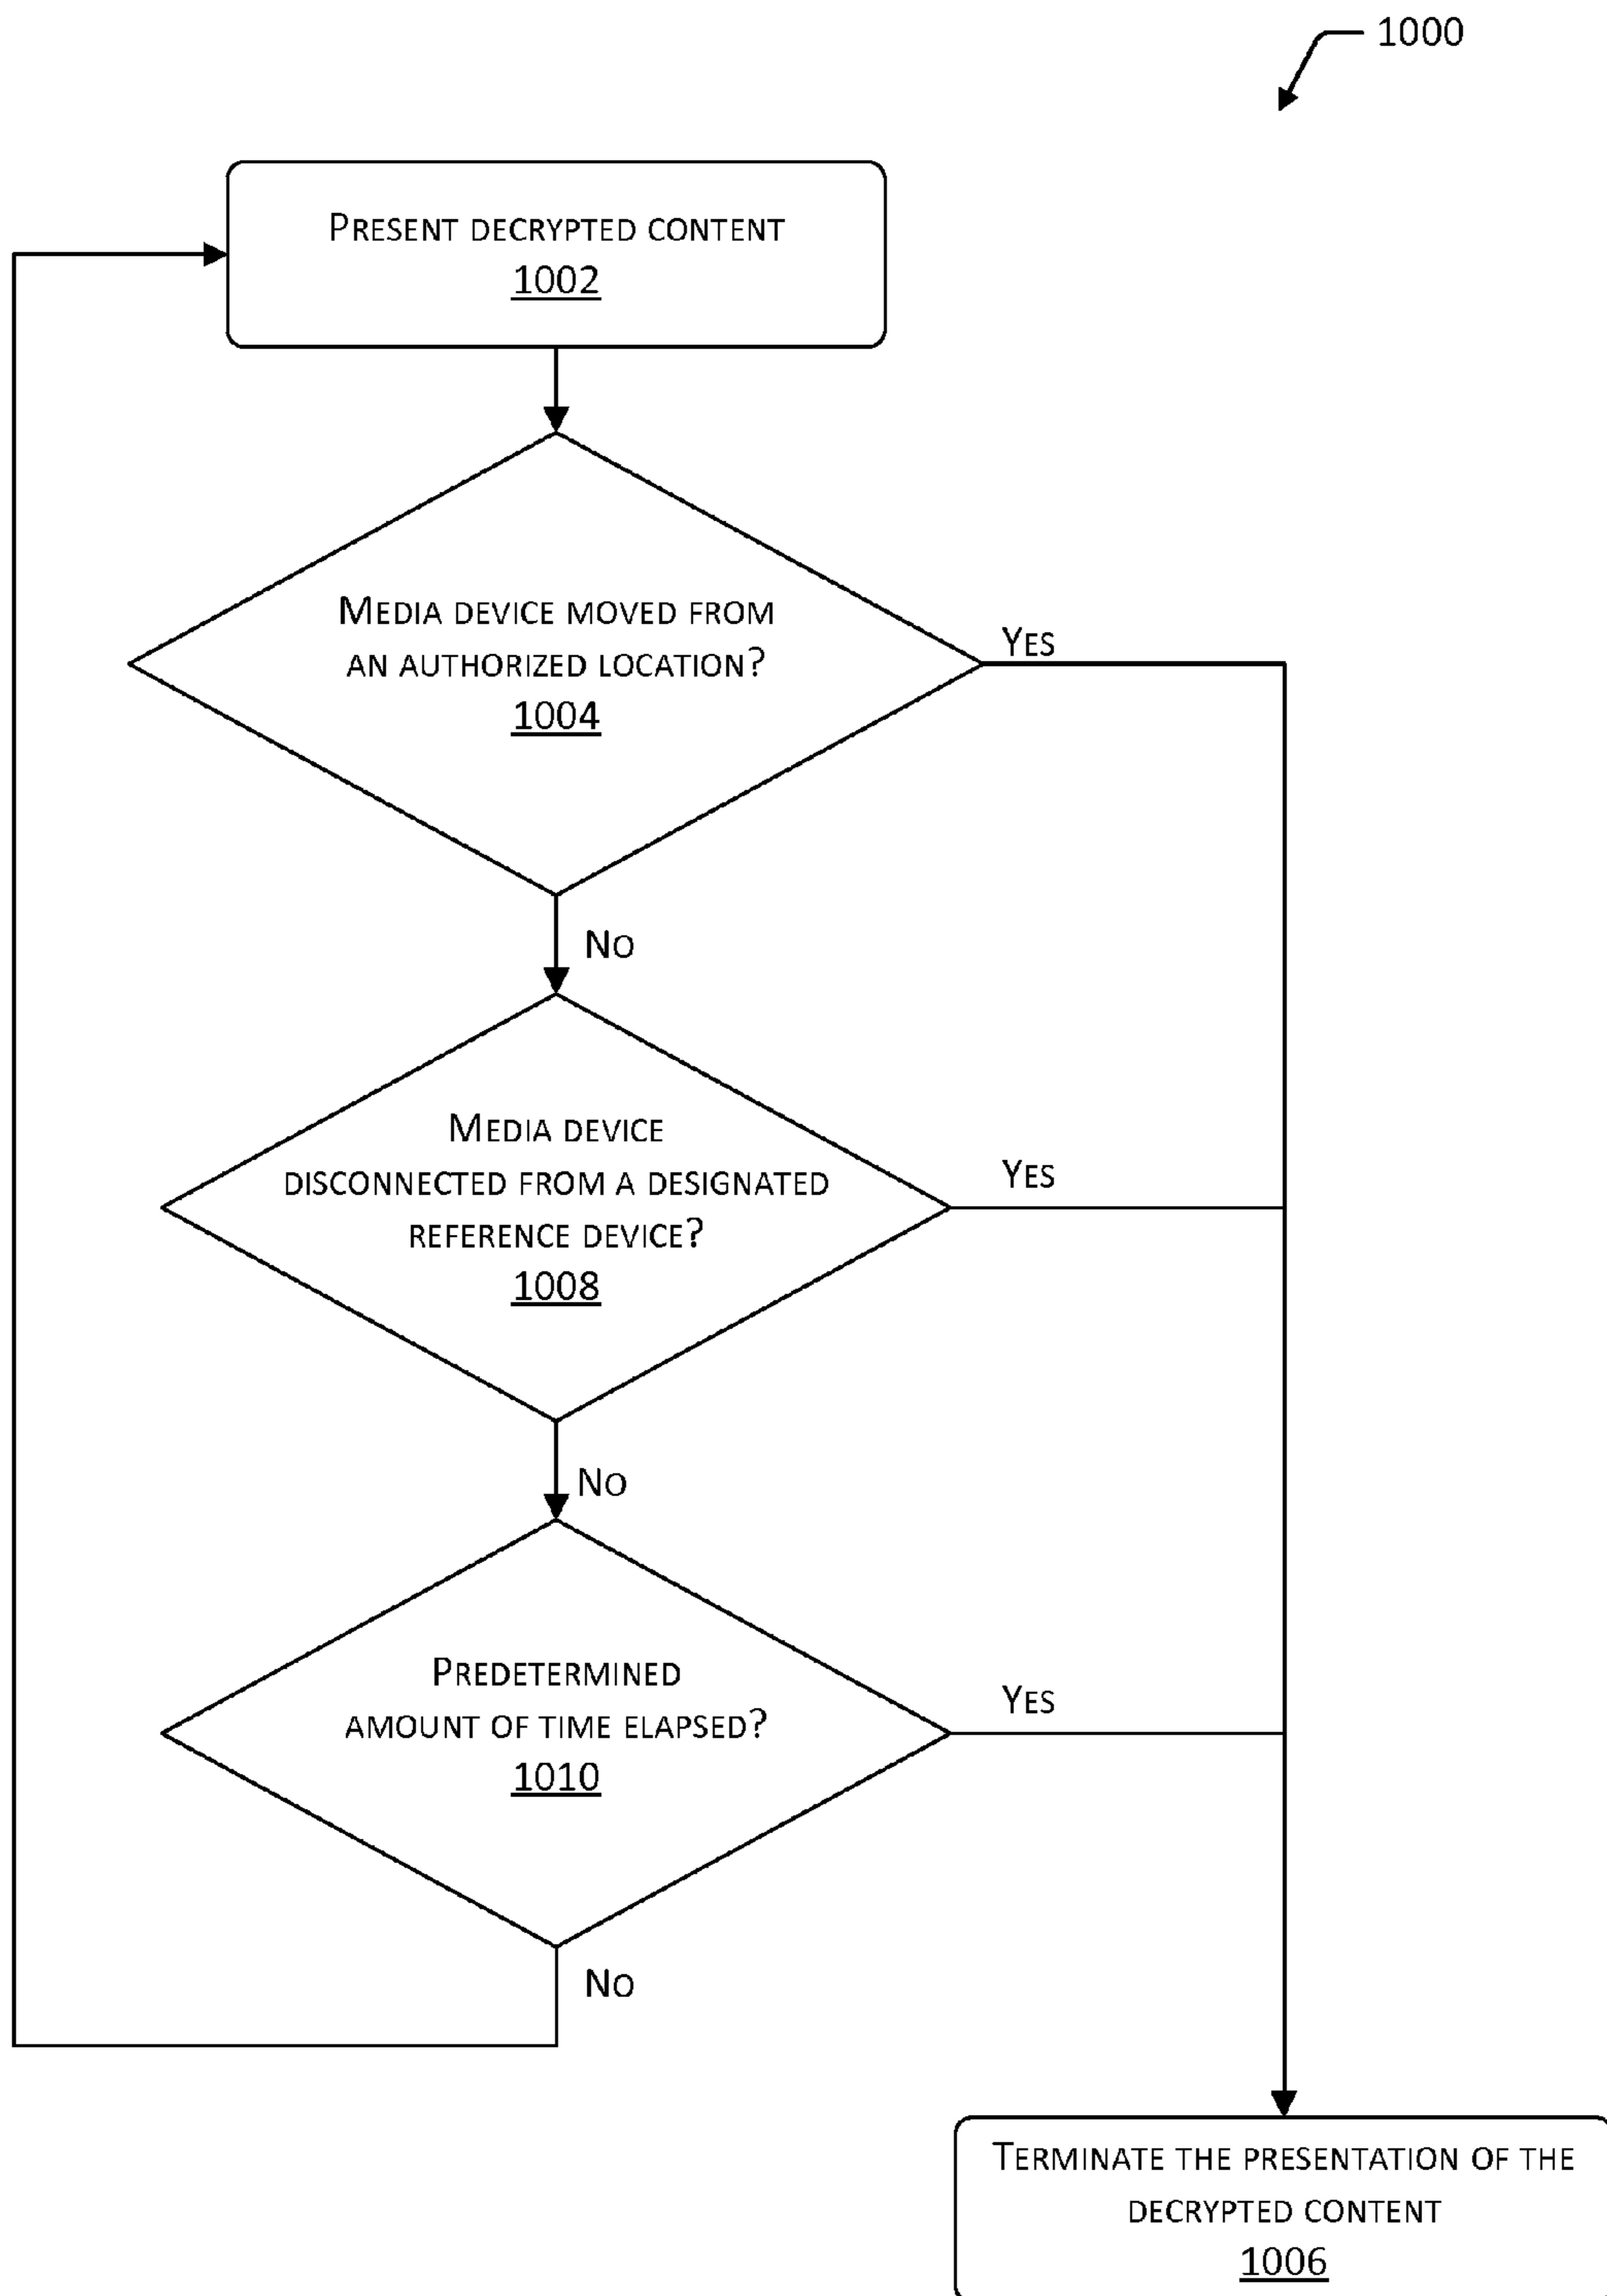 1000
Present decrypted content
1002
Media device moved from
an authorized location?
1004
Yes
No
Media device
disconnected from a designated
reference device?
1008
Yes
No
Predetermined
amount of time elapsed?
1010
Yes
No
Terminate the presentation of the
decrypted content
1006